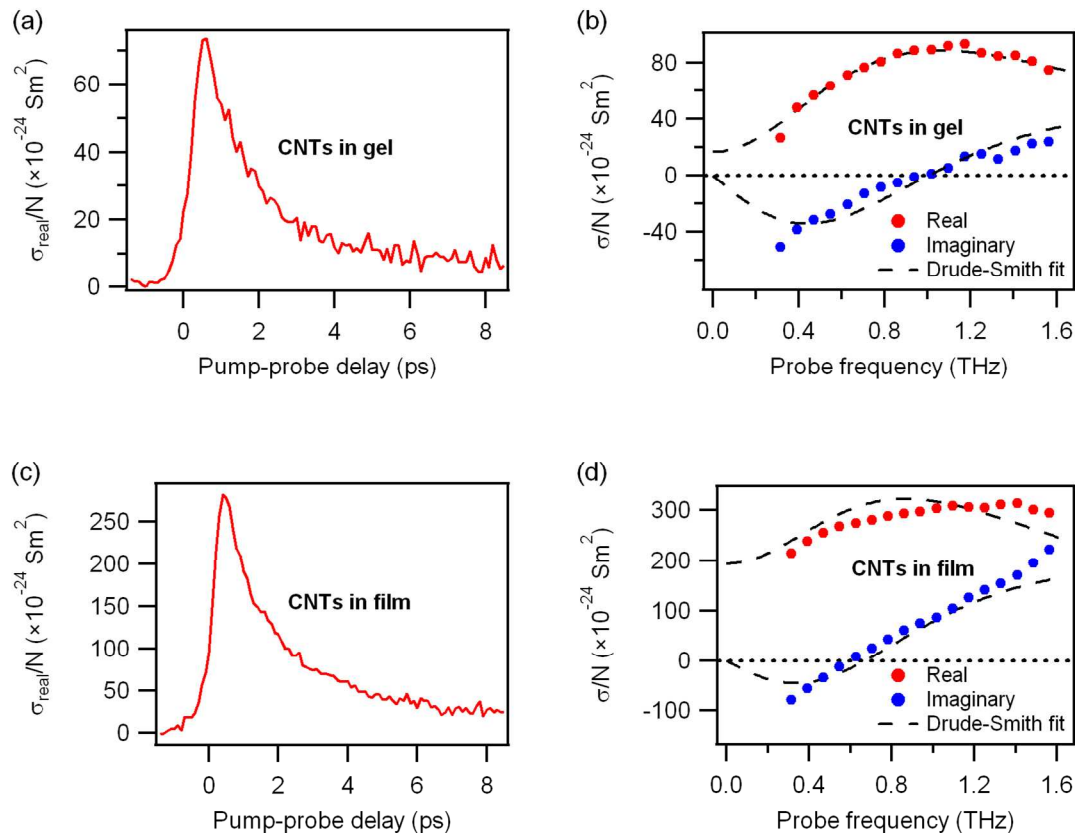 (a)
60
40
20
0
σreal/N (×10⁻²⁴ Sm²)
CNTs in gel
0 2 4 6 8
Pump-probe delay (ps)
(b)
80
40
0
-40
σ/N (×10⁻²⁴ Sm²)
CNTs in gel
Real
Imaginary
Drude-Smith fit
0.0 0.4 0.8 1.2 1.6
Probe frequency (THz)
(c)
250
200
150
100
50
0
σreal/N (×10⁻²⁴ Sm²)
CNTs in film
0 2 4 6 8
Pump-probe delay (ps)
(d)
300
200
100
0
-100
σ/N (×10⁻²⁴ Sm²)
CNTs in film
Real
Imaginary
Drude-Smith fit
0.0 0.4 0.8 1.2 1.6
Probe frequency (THz)